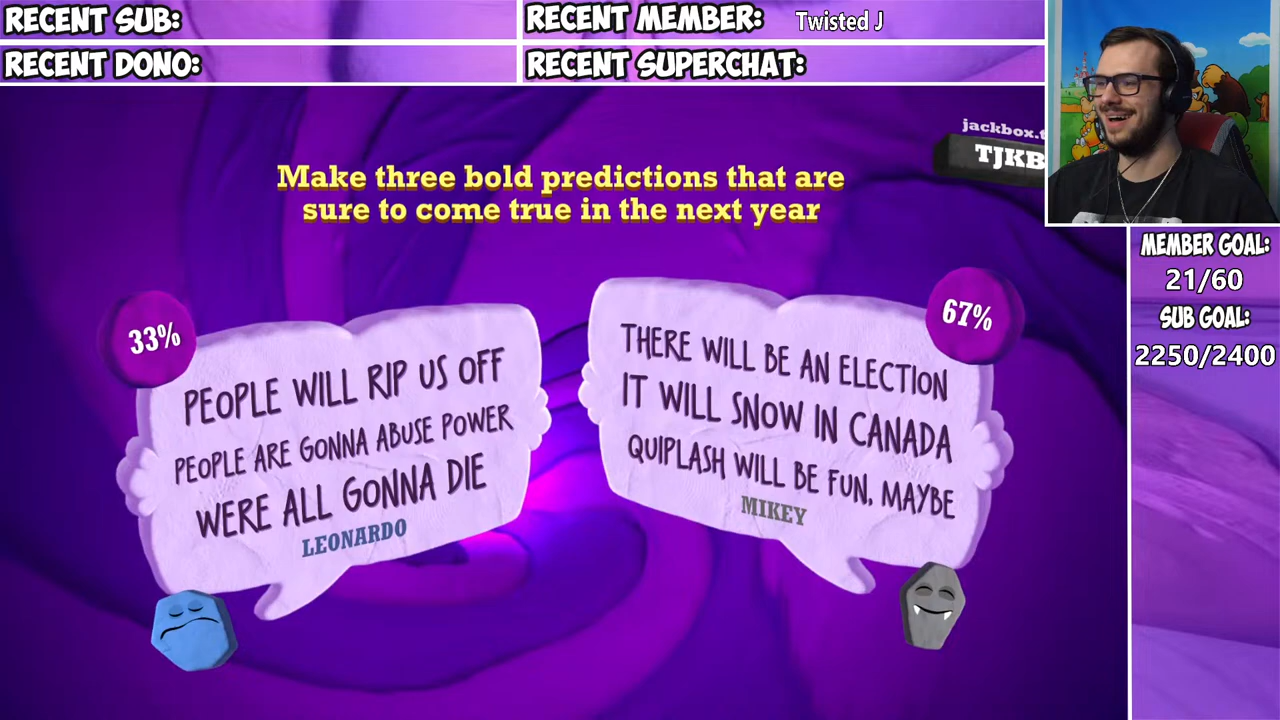 RECENT SUB:
RECENT MEMBER: Twisted J
RECENT DONO:
RECENT SUPERCHAT:
jackbox.t
TJKB
Make three bold predictions that are
sure to come true in the next year
MEMBER GOAL:
21/60
SUB GOAL:
2250/2400
33%
PEOPLE WILL RIP US OFF
PEOPLE ARE GONNA ABUSE POWER
WERE ALL GONNA DIE
LEONARDO
67%
THERE WILL BE AN ELECTION
IT WILL SNOW IN CANADA
QUIPLASH WILL BE FUN, MAYBE
MIKEY